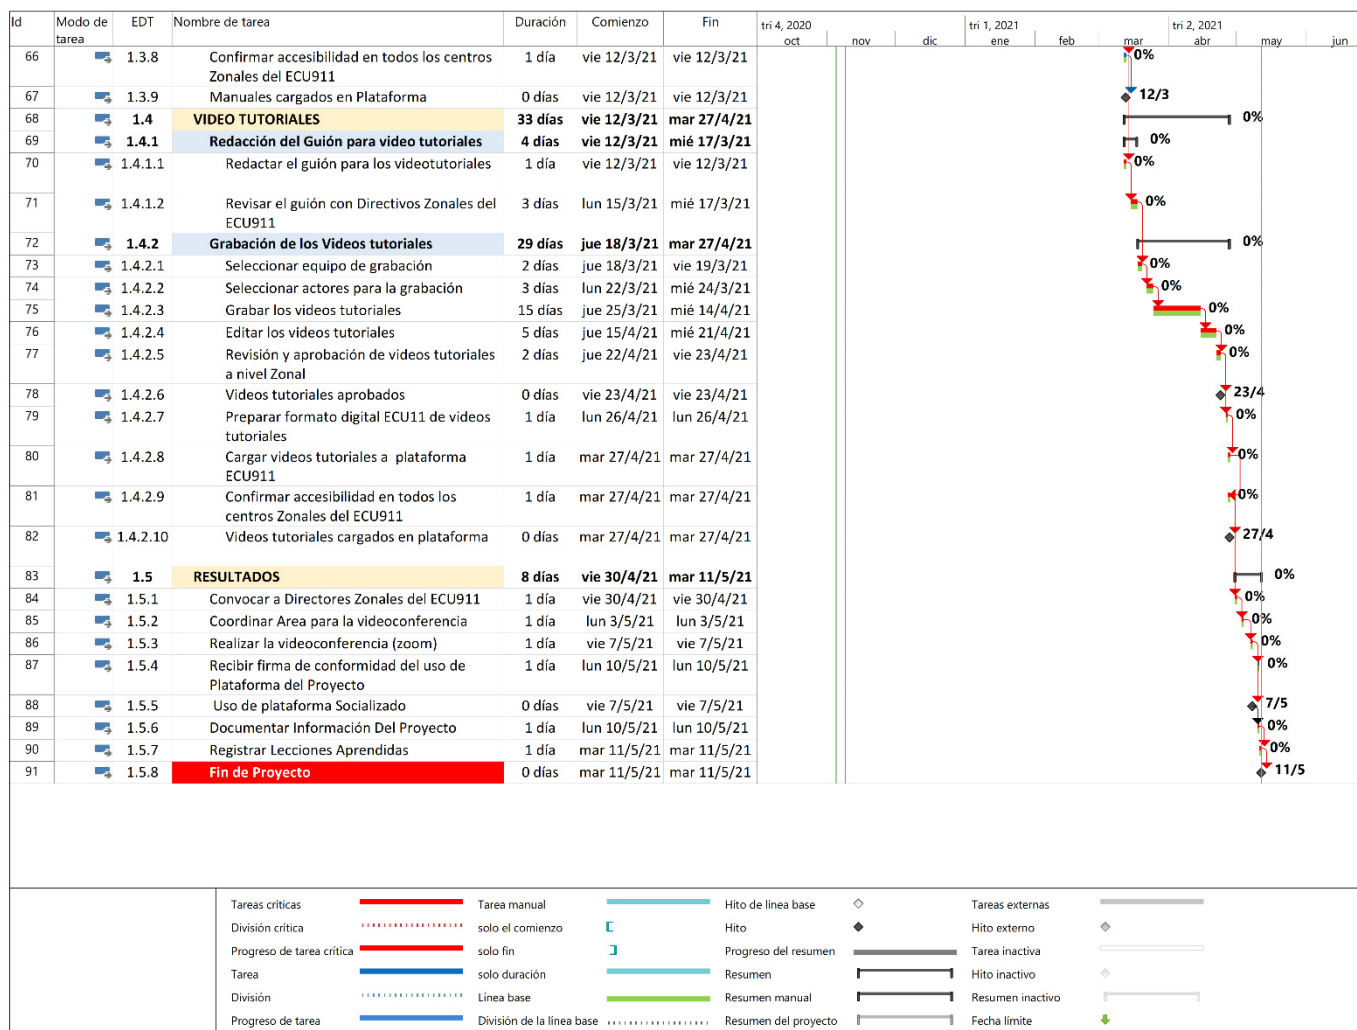 Id Modo de tarea EDT Nombre de tarea Duración Comienzo Fin
tri 4, 2020 tri 1, 2021 tri 2, 2021
oct nov dic ene feb mar abr may jun
66 1.3.8 Confirmar accesibilidad en todos los centros 1 día vie 12/3/21 vie 12/3/21 0%
Zonales del ECU911
67 1.3.9 Manuales cargados en Plataforma 0 días vie 12/3/21 vie 12/3/21 12/3
68 1.4 VIDEO TUTORIALES 33 días vie 12/3/21 mar 27/4/21 0%
69 1.4.1 Redacción del Guión para video tutoriales 4 días vie 12/3/21 mié 17/3/21 0%
70 1.4.1.1 Redactar el guión para los videotutoriales 1 día vie 12/3/21 vie 12/3/21 0%
71 1.4.1.2 Revisar el guión con Directivos Zonales del 3 días lun 15/3/21 mié 17/3/21 0%
ECU911
72 1.4.2 Grabación de los Videos tutoriales 29 días jue 18/3/21 mar 27/4/21 0%
73 1.4.2.1 Seleccionar equipo de grabación 2 días jue 18/3/21 vie 19/3/21 0%
74 1.4.2.2 Seleccionar actores para la grabación 3 días lun 22/3/21 mié 24/3/21 0%
75 1.4.2.3 Grabar los videos tutoriales 15 días jue 25/3/21 mié 14/4/21 0%
76 1.4.2.4 Editar los videos tutoriales 5 días jue 15/4/21 mié 21/4/21 0%
77 1.4.2.5 Revisión y aprobación de videos tutoriales 2 días jue 22/4/21 vie 23/4/21 0%
a nivel Zonal
78 1.4.2.6 Videos tutoriales aprobados 0 días vie 23/4/21 vie 23/4/21 23/4
79 1.4.2.7 Preparar formato digital ECU11 de videos 1 día lun 26/4/21 lun 26/4/21 0%
tutoriales
80 1.4.2.8 Cargar videos tutoriales a plataforma 1 día mar 27/4/21 mar 27/4/21 0%
ECU911
81 1.4.2.9 Confirmar accesibilidad en todos los 1 día mar 27/4/21 mar 27/4/21 0%
centros Zonales del ECU911
82 1.4.2.10 Videos tutoriales cargados en plataforma 0 días mar 27/4/21 mar 27/4/21 27/4
83 1.5 RESULTADOS 8 días vie 30/4/21 mar 11/5/21 0%
84 1.5.1 Convocar a Directores Zonales del ECU911 1 día vie 30/4/21 vie 30/4/21 0%
85 1.5.2 Coordinar Area para la videoconferencia 1 día lun 3/5/21 lun 3/5/21 0%
86 1.5.3 Realizar la videoconferencia (zoom) 1 día vie 7/5/21 vie 7/5/21 0%
87 1.5.4 Recibir firma de conformidad del uso de 1 día lun 10/5/21 lun 10/5/21 0%
Plataforma del Proyecto
88 1.5.5 Uso de plataforma Socializado 0 días vie 7/5/21 vie 7/5/21 7/5
89 1.5.6 Documentar Información Del Proyecto 1 día lun 10/5/21 lun 10/5/21 0%
90 1.5.7 Registrar Lecciones Aprendidas 1 día mar 11/5/21 mar 11/5/21 0%
91 1.5.8 Fin de Proyecto 0 días mar 11/5/21 mar 11/5/21 11/5
Tareas críticas Tarea manual Hito de línea base Tareas externas
División crítica solo el comienzo Hito Hito externo
Progreso de tarea crítica solo fin Progreso del resumen Tarea inactiva
Tarea solo duración Resumen Hito inactivo
División Línea base Resumen manual Resumen inactivo
Progreso de tarea División de la línea base Resumen del proyecto Fecha límite